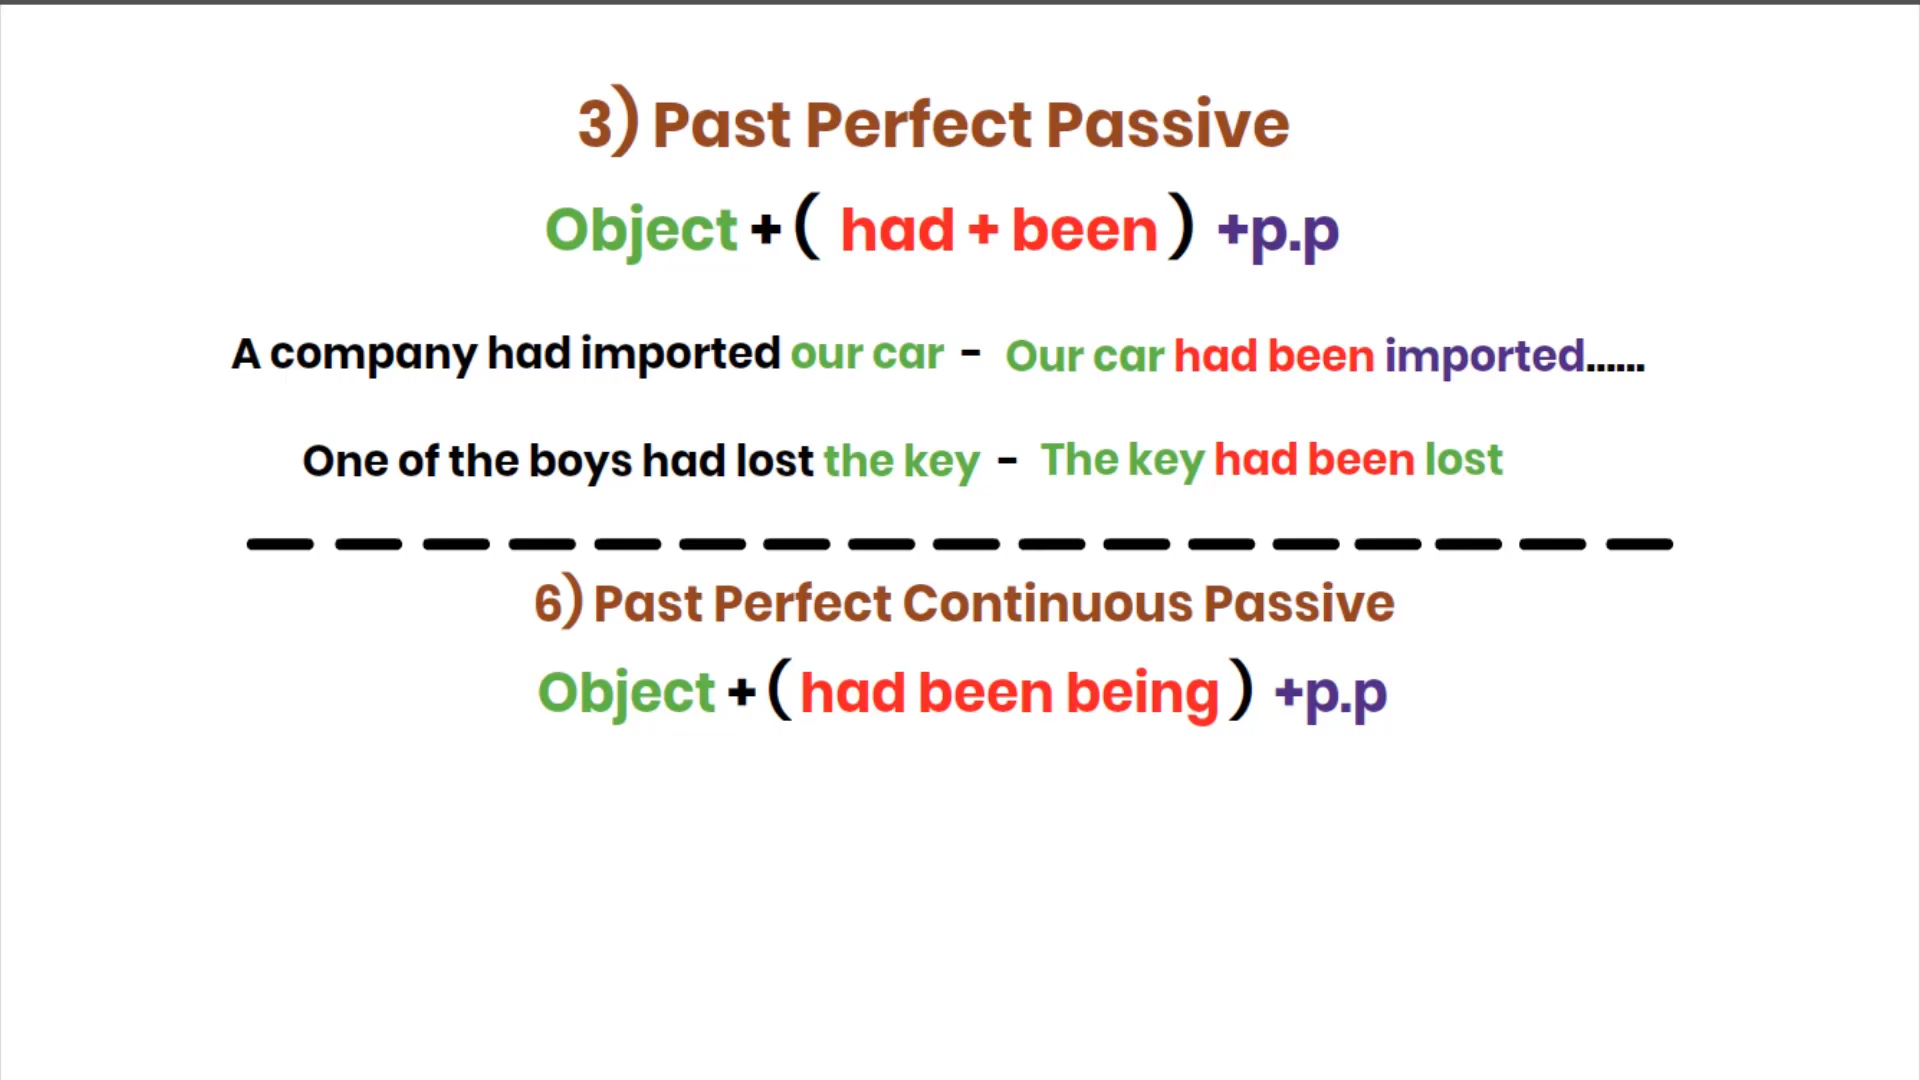 3) Past Perfect Passive
Object + ( had + been ) +p.p
A company had imported our car - Our car had been imported......
One of the boys had lost the key - The key had been lost
6) Past Perfect Continuous Passive
Object + ( had been being ) +p.p